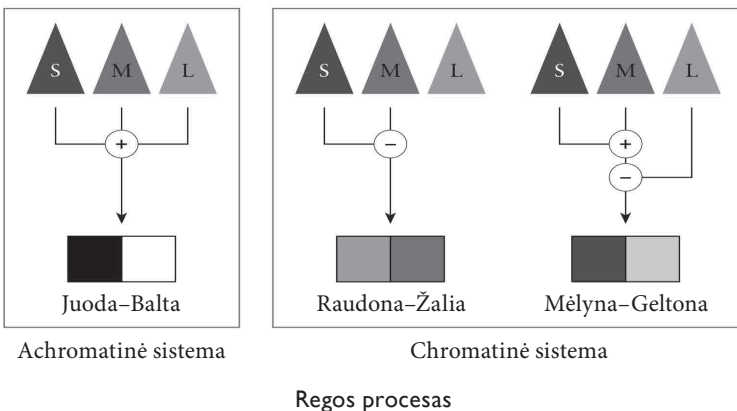 S M L S M L S M L
+ − +
−
Juoda–Balta Raudona–Žalia Mėlyna–Geltona
Achromatinė sistema Chromatinė sistema
Regos procesas